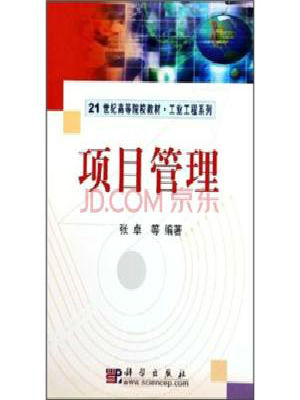 21世纪高等院校教材·工业工程系列
项目管理
JD.COM 京东
张卓 等 编著
科学出版社
www.sciencep.com